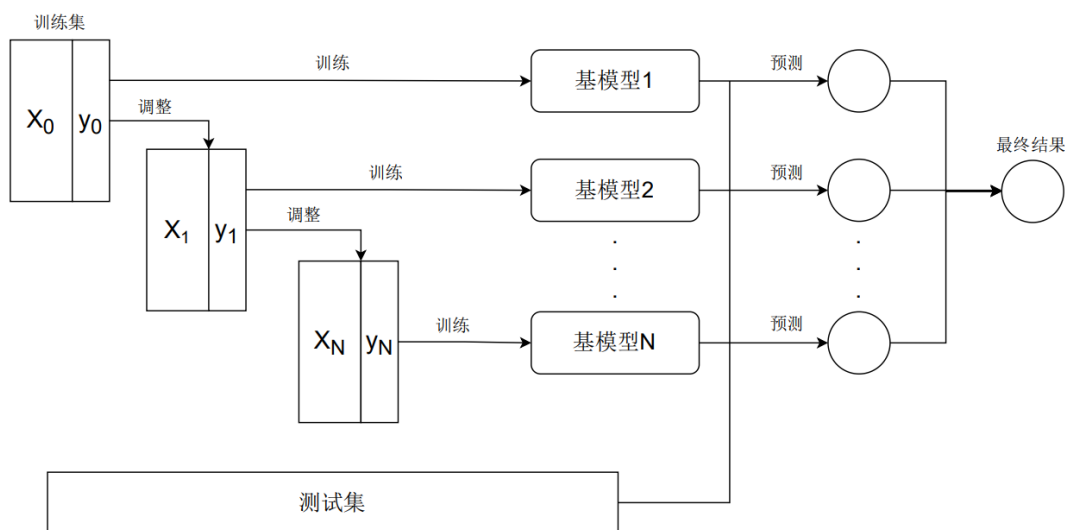 训练集
X₀ y₀
训练
基模型1
预测
调整
X₁ y₁
训练
基模型2
预测
最终结果
调整
X_N y_N
训练
基模型N
预测
测试集